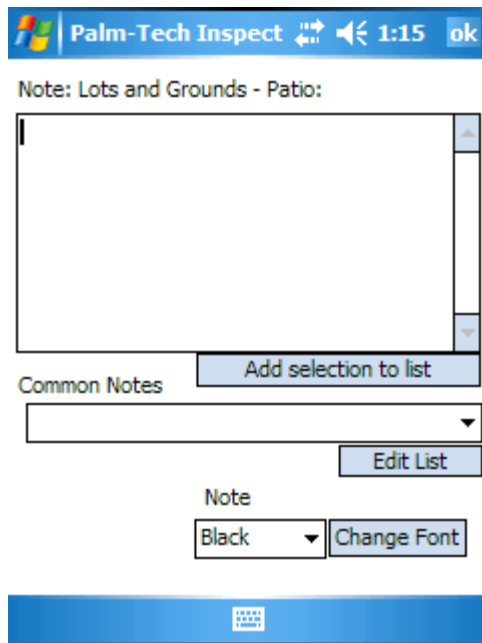 Palm-Tech Inspect 1:15 ok
Note: Lots and Grounds - Patio:
Add selection to list
Common Notes
Edit List
Note
Black Change Font